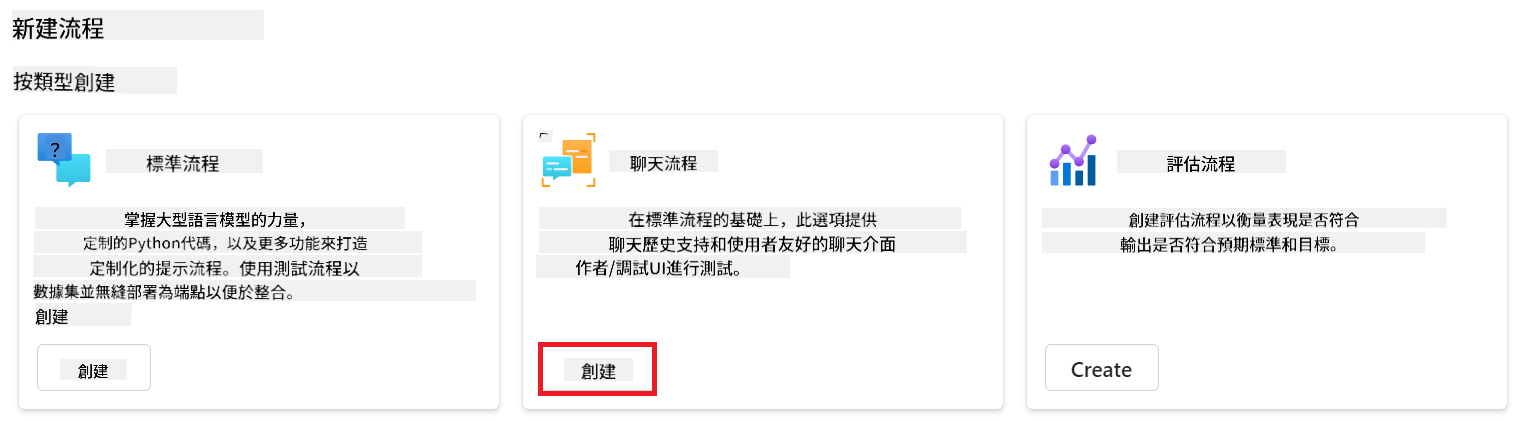 新建流程
按類型創建
?
標準流程
掌握大型語言模型的力量，
定制的Python代碼，以及更多功能來打造
定制化的提示流程。使用測試流程以
數據集並無縫部署為端點以便於整合。
創建
創建
聊天流程
在標準流程的基礎上，此選項提供
聊天歷史支持和使用者友好的聊天介面
作者/調試UI進行測試。
創建
評估流程
創建評估流程以衡量表現是否符合
輸出是否符合預期標準和目標。
Create